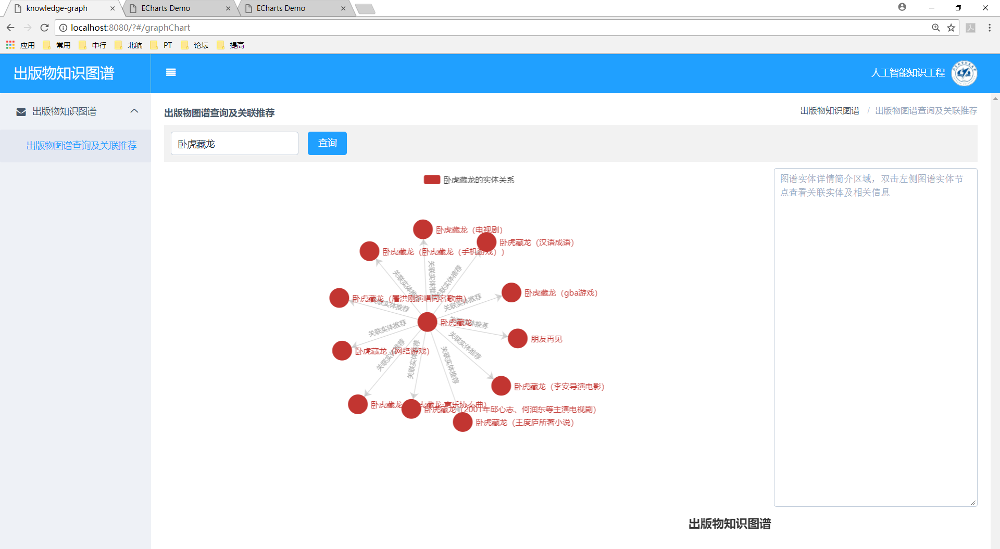 knowledge-graph
ECharts Demo
ECharts Demo
localhost:8080/?#/graphChart
应用
常用
中行
北航
PT
论坛
提高
出版物知识图谱
人工智能知识工程
出版物知识图谱
出版物图谱查询及关联推荐
出版物图谱查询及关联推荐
出版物知识图谱 / 出版物图谱查询及关联推荐
卧虎藏龙
查询
卧虎藏龙的实体关系
图谱实体详情简介区域，双击左侧图谱实体节
点查看关联实体及相关信息
卧虎藏龙（电视剧）
卧虎藏龙（汉语成语）
卧虎藏龙（卧虎藏龙（手机游戏））
关联实体推荐
关联实体推荐
关联实体推荐
卧虎藏龙（gba游戏）
卧虎藏龙（屠洪刚演唱同名歌曲）
关联实体推荐
关联实体推荐
卧虎藏龙
关联实体推荐
关联实体推荐
朋友再见
卧虎藏龙（网络游戏）
关联实体推荐
关联实体推荐
关联实体推荐
关联实体推荐
卧虎藏龙（李安导演电影）
卧虎藏龙 虎藏龙·声乐协奏曲）
卧虎藏龙（2001年邱心志、何润东等主演电视剧）
卧虎藏龙（王度庐所著小说）
出版物知识图谱